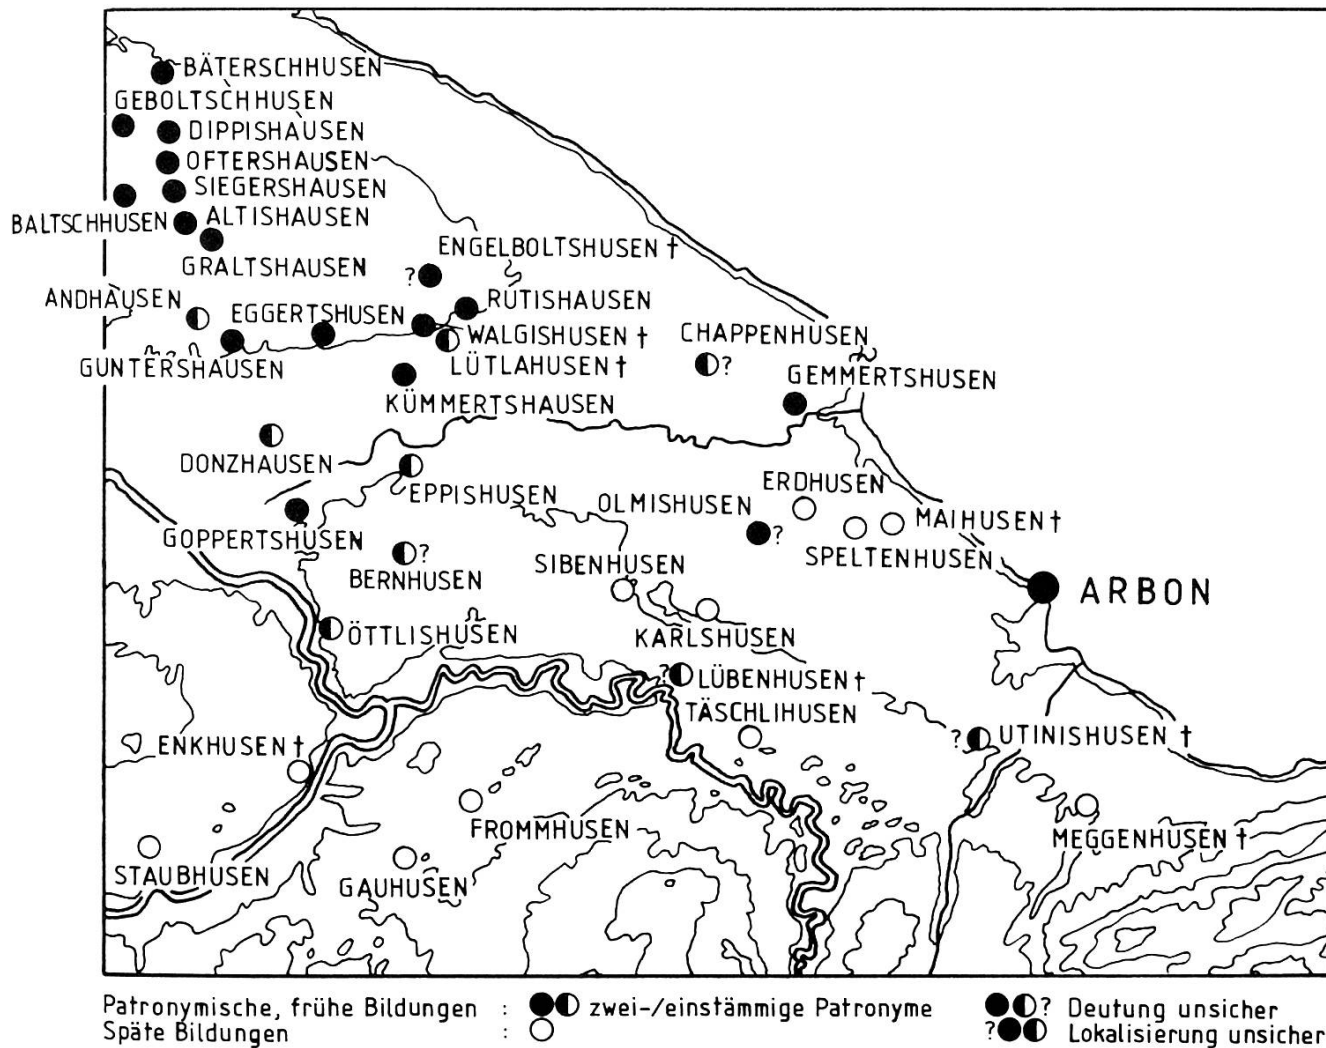 BÄTERSCHHUSEN
GEBOLTSCHHUSEN
DIPPISHAUSEN
OFTERSHAUSEN
SIEGERSHAUSEN
BALTSCHHUSEN
ALTISHAUSEN
GRALTSHAUSEN
ENGELBOLTSHUSEN †
?
ANDHAUSEN
EGGERTSHUSEN
RUTISHAUSEN
WALGISHUSEN †
CHAPPENHUSEN
GUNTERSHAUSEN
LÜTLAHUSEN †
?
GEMMERTSHUSEN
KÜMMERTSHAUSEN
DONZHAUSEN
EPPISHUSEN
ERDHUSEN
OLMISHUSEN
?
MAIHUSEN †
GOPPERTSHUSEN
SPELTENHUSEN
?
BERNHUSEN
SIBENHUSEN
ARBON
ÖTTLISHUSEN
KARLSHUSEN
? LÜBENHUSEN †
TÄSCHLIHUSEN
ENKHUSEN †
? UTINISHUSEN †
FROMMHUSEN
MEGGENHUSEN †
STAUBHUSEN
GAUHUSEN
Patronymische, frühe Bildungen : zwei-/einstämmige Patronyme
? Deutung unsicher
Späte Bildungen :
? Lokalisierung unsicher